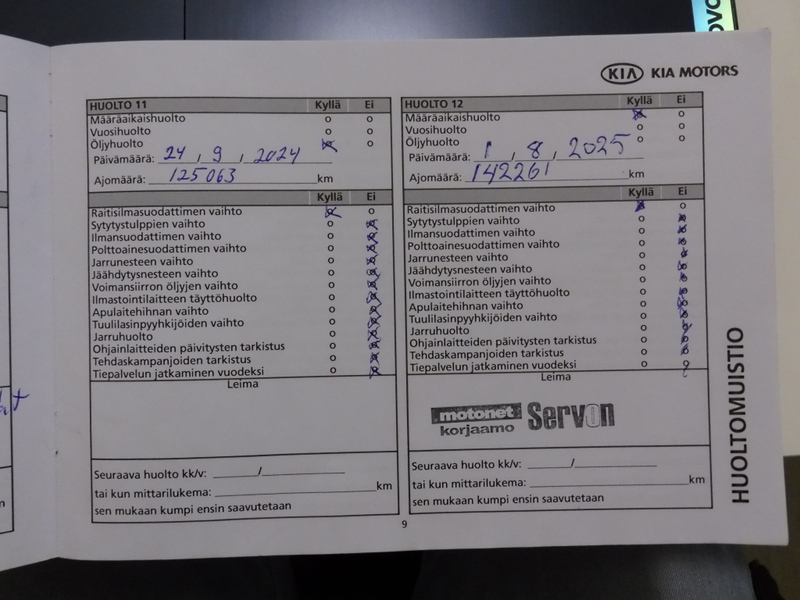 KIA KIA MOTORS
HUOLTO 11 Kyllä Ei
Määräaikaishuolto o o
Vuosihuolto o o
Öljyhuolto x o
Päivämäärä: 24 , 9 , 2024
Ajomäärä: 125063 km
Kyllä Ei
Raitisilmasuodattimen vaihto x o
Sytytystulppien vaihto o x
Ilmansuodattimen vaihto o x
Polttoainesuodattimen vaihto o x
Jarrunesteen vaihto o x
Jäähdytysnesteen vaihto o x
Voimansiirron öljyjen vaihto o x
Ilmastointilaitteen täyttöhuolto o x
Apulaitehihnan vaihto o x
Tuulilasinpyyhkijöiden vaihto o x
Jarruhuolto o x
Ohjainlaitteiden päivitysten tarkistus o x
Tehdaskampanjoiden tarkistus o x
Tiepalvelun jatkaminen vuodeksi o x
Leima
Seuraava huolto kk/v: /
tai kun mittarilukema: km
sen mukaan kumpi ensin saavutetaan
HUOLTO 12 Kyllä Ei
Määräaikaishuolto x o
Vuosihuolto o o
Öljyhuolto o o
Päivämäärä: 1 , 8 , 2025
Ajomäärä: 142261 km
Kyllä Ei
Raitisilmasuodattimen vaihto x o
Sytytystulppien vaihto o x
Ilmansuodattimen vaihto o x
Polttoainesuodattimen vaihto o x
Jarrunesteen vaihto o x
Jäähdytysnesteen vaihto o x
Voimansiirron öljyjen vaihto o x
Ilmastointilaitteen täyttöhuolto o x
Apulaitehihnan vaihto o x
Tuulilasinpyyhkijöiden vaihto o x
Jarruhuolto o x
Ohjainlaitteiden päivitysten tarkistus o x
Tehdaskampanjoiden tarkistus o x
Tiepalvelun jatkaminen vuodeksi o o
Leima
motonet Servon
korjaamo
Seuraava huolto kk/v: /
tai kun mittarilukema: km
sen mukaan kumpi ensin saavutetaan
HUOLTOMUISTIO
9